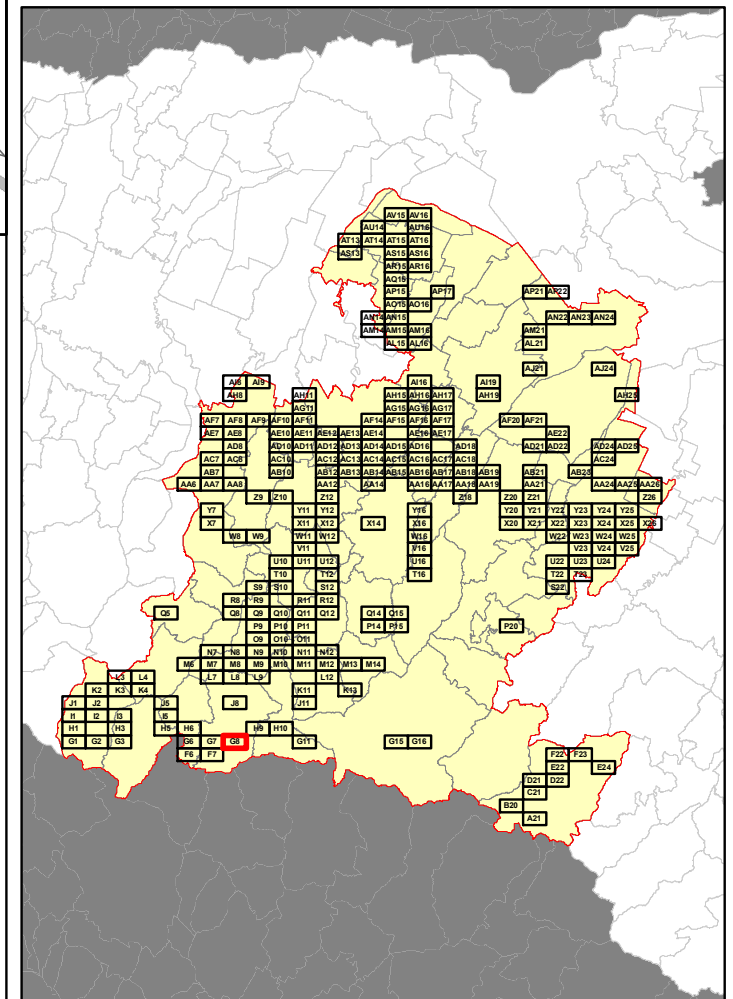 AV15 AV16
AU14 AU16
AT13 AT14 AT15 AT16
AS13 AS15 AS16
AR15 AR16
AQ15
AP15 AP17 AP21 AP22
AO15 AO16
AN14 AN15 AN22 AN23 AN24
AM14 AM15 AM16 AM21
AL15 AL16 AL21
AJ21 AJ24
AI8 AI9 AI16 AI19
AH8 AH11 AH15 AH16 AH17 AH19 AH25
AG11 AG15 AG16 AG17
AF7 AF8 AF9 AF10 AF11 AF14 AF15 AF16 AF17 AF20 AF21
AE7 AE8 AE10 AE11 AE12 AE13 AE14 AE16 AE17 AE22
AD8 AD10 AD11 AD12 AD13 AD14 AD15 AD16 AD18 AD21 AD22 AD24 AD25
AC7 AC8 AC10 AC12 AC13 AC14 AC15 AC16 AC17 AC18 AC24
AB7 AB10 AB12 AB13 AB14 AB15 AB16 AB17 AB18 AB19 AB21 AB23
AA6 AA7 AA8 AA12 AA14 AA16 AA17 AA18 AA19 AA21 AA24 AA25 AA26
Z9 Z10 Z12 Z18 Z20 Z21 Z26
Y7 Y11 Y12 Y16 Y20 Y21 Y22 Y23 Y24 Y25
X7 X11 X12 X14 X16 X20 X21 X22 X23 X24 X25 X26
W8 W9 W11 W12 W16 W22 W23 W24 W25
V11 V16 V23 V24 V25
U10 U11 U12 U16 U22 U23 U24
T10 T12 T16 T22 T23
S9 S10 S12 S22
R8 R9 R11 R12
Q5 Q8 Q9 Q10 Q11 Q12 Q14 Q15
P9 P10 P11 P14 P15 P20
O9 O10 O11
N7 N8 N9 N10 N11 N12
M6 M7 M8 M9 M10 M11 M12 M13 M14
L3 L4 L7 L8 L9 L12
K2 K3 K4 K11 K13
J1 J2 J5 J8 J11
I1 I2 I3 I5
H1 H3 H5 H6 H9 H10
G1 G2 G3 G6 G7 G8 G11 G15 G16
F6 F7 F22 F23
E22 E24
D21 D22
C21
B20
A21